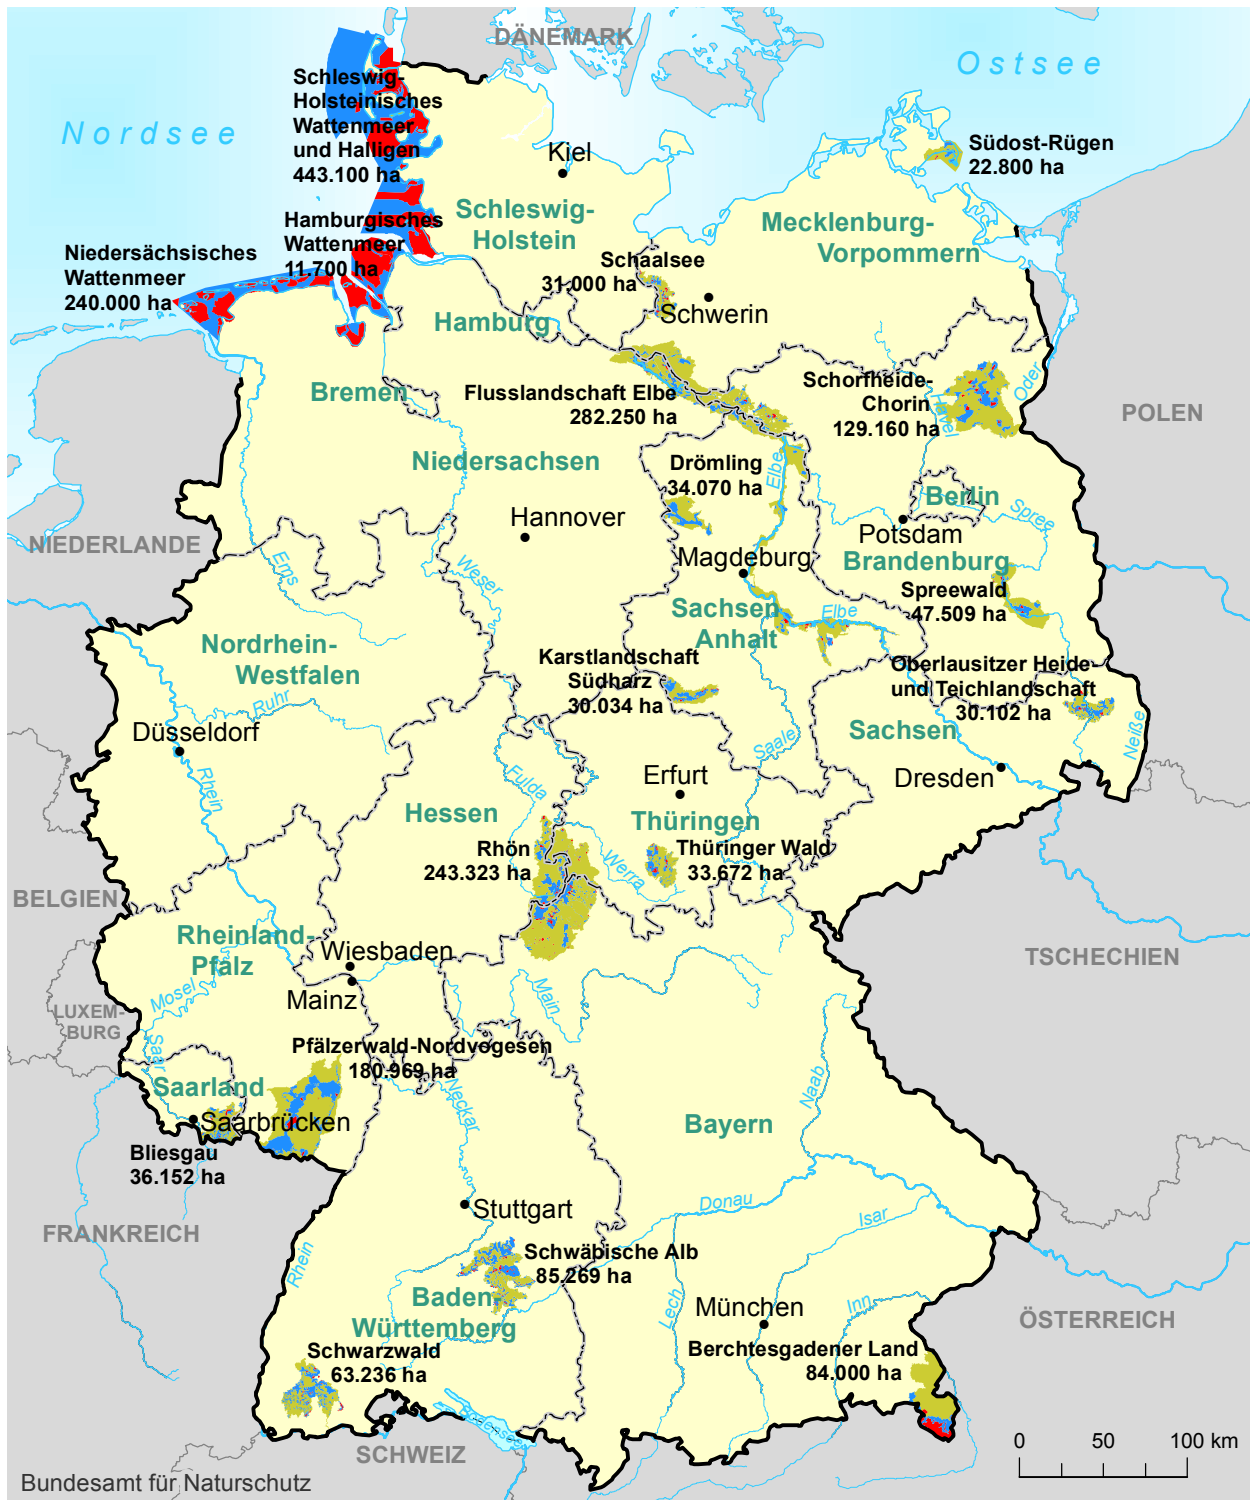 DÄNEMARK
Ostsee
Nordsee
Schleswig-
Holsteinisches
Wattenmeer
und Halligen
443.100 ha
Kiel
Südost-Rügen
22.800 ha
Schleswig-
Holstein
Mecklenburg-
Vorpommern
Hamburgisches
Wattenmeer
11.700 ha
Niedersächsisches
Wattenmeer
240.000 ha
Schaalsee
31.000 ha
Schwerin
Hamburg
Bremen
Flusslandschaft Elbe
282.250 ha
Schorfheide-
Chorin
129.160 ha
Havel
Oder
POLEN
Niedersachsen
Drömling
34.070 ha
Elbe
Berlin
Spree
Hannover
Potsdam
NIEDERLANDE
Ems
Weser
Magdeburg
Brandenburg
Spreewald
47.509 ha
Sachsen
Anhalt
Elbe
Nordrhein-
Westfalen
Karstlandschaft
Südharz
30.034 ha
Oberlausitzer Heide-
und Teichlandschaft
30.102 ha
Ruhr
Düsseldorf
Rhein
Saale
Sachsen
Neiße
Fulda
Erfurt
Dresden
Hessen
Thüringen
Rhön
243.323 ha
Werra
Thüringer Wald
33.672 ha
BELGIEN
Rheinland-
Pfalz
Wiesbaden
Mainz
Mosel
Main
TSCHECHIEN
LUXEM-
BURG
Saar
Pfälzerwald-Nordvogesen
180.969 ha
Saarland
Saarbrücken
Neckar
Naab
Bayern
Bliesgau
36.152 ha
Stuttgart
Donau
Isar
FRANKREICH
Rhein
Schwäbische Alb
85.269 ha
Baden-
Württemberg
Lech
München
Inn
ÖSTERREICH
Schwarzwald
63.236 ha
Berchtesgadener Land
84.000 ha
Bodensee
SCHWEIZ
0 50 100 km
Bundesamt für Naturschutz